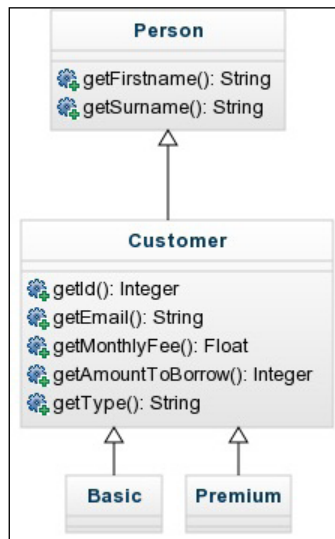 Person
getFirstname(): String
getSurname(): String
Customer
getId(): Integer
getEmail(): String
getMonthlyFee(): Float
getAmountToBorrow(): Integer
getType(): String
Basic
Premium